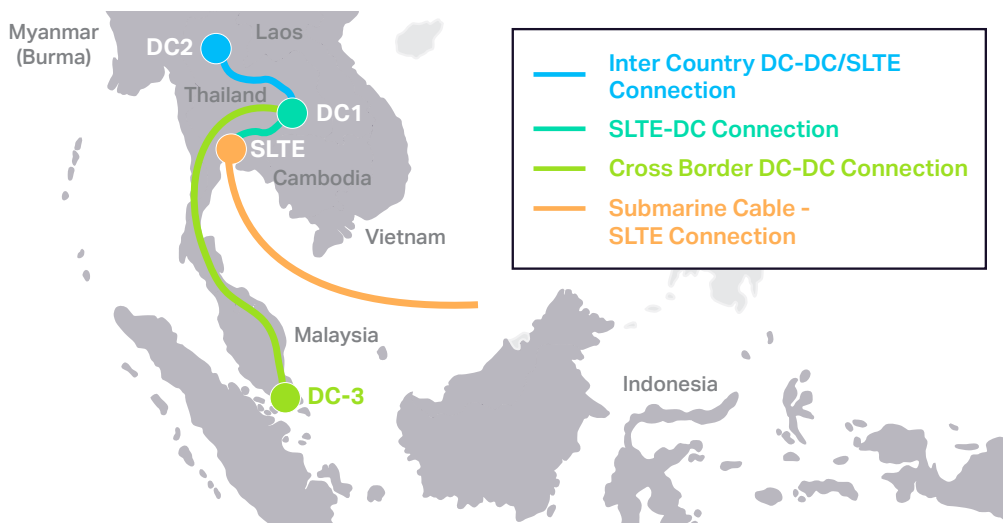 Myanmar
(Burma)
DC2
Laos
Thailand
DC1
SLTE
Cambodia
Vietnam
Malaysia
DC-3
Indonesia
Inter Country DC-DC/SLTE
Connection
SLTE-DC Connection
Cross Border DC-DC Connection
Submarine Cable -
SLTE Connection